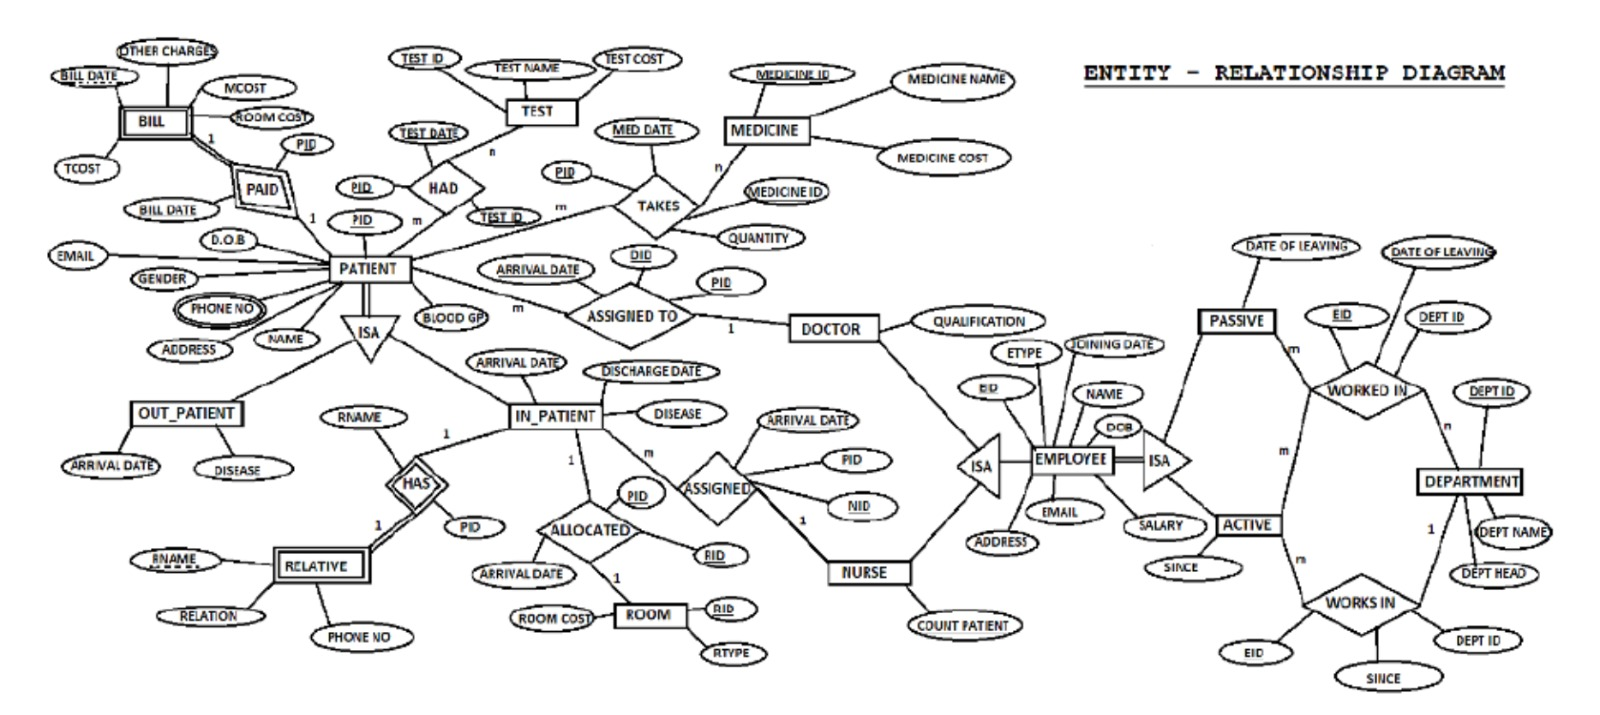 ENTITY – RELATIONSHIP DIAGRAM
OTHER CHARGES
BILL DATE
MCOST
ROOM COST
BILL
TCOST
1
PID
PAID
BILL DATE
1
TEST ID
TEST NAME
TEST COST
TEST
n
TEST DATE
PID
HAD
TEST ID
m
MEDICINE ID
MEDICINE NAME
MEDICINE
MEDICINE COST
n
MED DATE
PID
TAKES
MEDICINE ID
QUANTITY
m
PID
D.O.B
EMAIL
GENDER
PHONE NO
ADDRESS
NAME
BLOOD GP
PATIENT
ISA
ARRIVAL DATE
DID
PID
ASSIGNED TO
m
1
DOCTOR
QUALIFICATION
OUT_PATIENT
ARRIVAL DATE
DISEASE
ARRIVAL DATE
DISCHARGE DATE
IN_PATIENT
DISEASE
RNAME
1
HAS
PID
1
RELATIVE
RNAME
RELATION
PHONE NO
1
PID
ALLOCATED
RID
ARRIVAL DATE
1
ROOM COST
ROOM
RID
RTYPE
m
ARRIVAL DATE
PID
NID
ASSIGNED
1
NURSE
COUNT PATIENT
ISA
ETYPE
JOINING DATE
EID
NAME
DOB
EMPLOYEE
EMAIL
ADDRESS
SALARY
ISA
DATE OF LEAVING
PASSIVE
m
DATE OF LEAVING
EID
DEPT ID
WORKED IN
n
m
ACTIVE
SINCE
m
DEPT ID
DEPARTMENT
DEPT NAME
DEPT HEAD
1
WORKS IN
EID
DEPT ID
SINCE